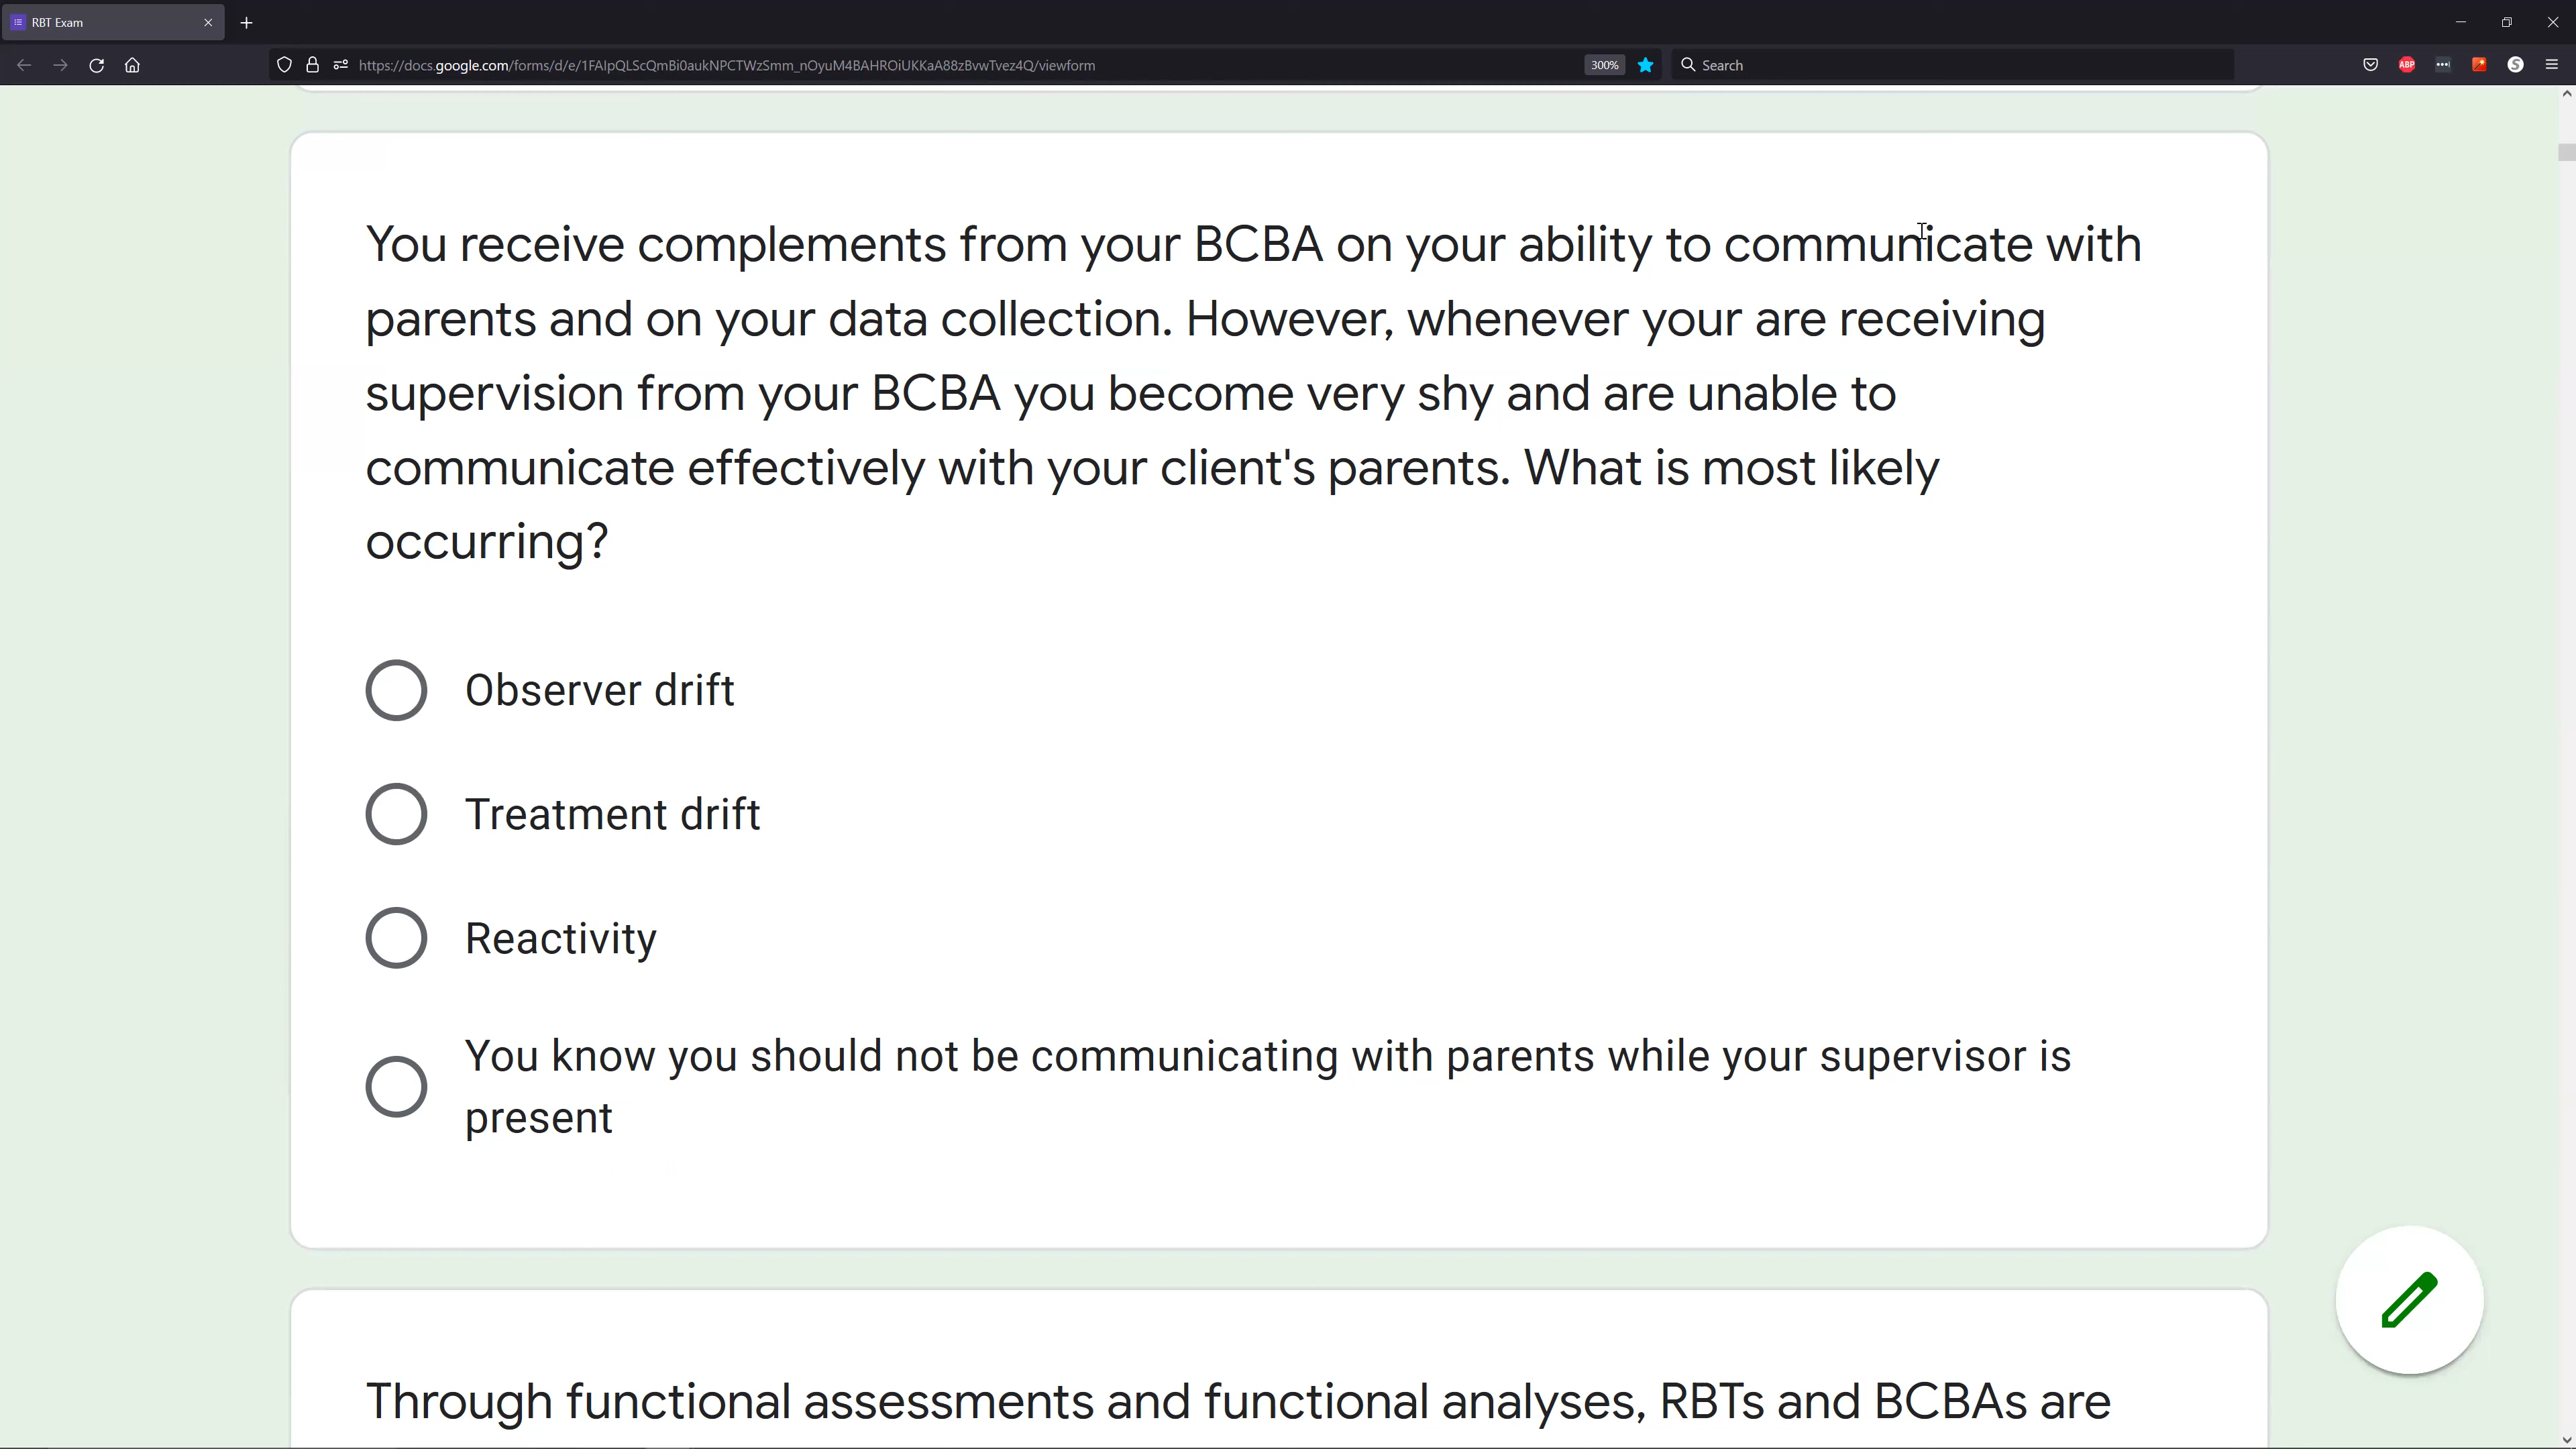 RBT Exam
https://docs.google.com/forms/d/e/1FAIpQLScQmBi0aukNPCTWzSmm_nOyuM4BAHROiUKKaA88zBvwTvez4Q/viewform
300%
Search
ABP
You receive complements from your BCBA on your ability to communicate with
parents and on your data collection. However, whenever your are receiving
supervision from your BCBA you become very shy and are unable to
communicate effectively with your client's parents. What is most likely
occurring?
Observer drift
Treatment drift
Reactivity
You know you should not be communicating with parents while your supervisor is
present
Through functional assessments and functional analyses, RBTs and BCBAs are